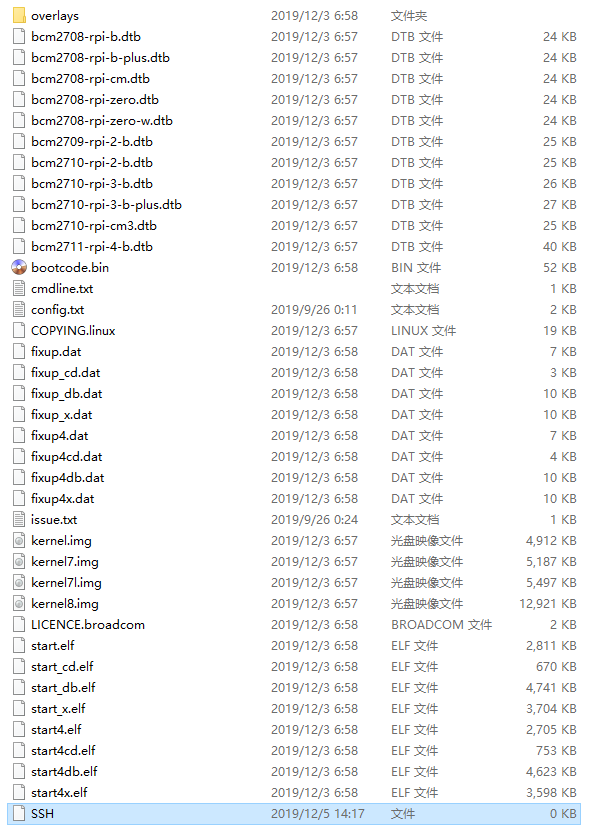 overlays 2019/12/3 6:58 文件夹
bcm2708-rpi-b.dtb 2019/12/3 6:57 DTB 文件 24 KB
bcm2708-rpi-b-plus.dtb 2019/12/3 6:57 DTB 文件 24 KB
bcm2708-rpi-cm.dtb 2019/12/3 6:57 DTB 文件 24 KB
bcm2708-rpi-zero.dtb 2019/12/3 6:57 DTB 文件 24 KB
bcm2708-rpi-zero-w.dtb 2019/12/3 6:57 DTB 文件 24 KB
bcm2709-rpi-2-b.dtb 2019/12/3 6:57 DTB 文件 25 KB
bcm2710-rpi-2-b.dtb 2019/12/3 6:57 DTB 文件 25 KB
bcm2710-rpi-3-b.dtb 2019/12/3 6:57 DTB 文件 26 KB
bcm2710-rpi-3-b-plus.dtb 2019/12/3 6:57 DTB 文件 27 KB
bcm2710-rpi-cm3.dtb 2019/12/3 6:57 DTB 文件 25 KB
bcm2711-rpi-4-b.dtb 2019/12/3 6:57 DTB 文件 40 KB
bootcode.bin 2019/12/3 6:58 BIN 文件 52 KB
cmdline.txt 文本文档 1 KB
config.txt 2019/9/26 0:11 文本文档 2 KB
COPYING.linux 2019/12/3 6:57 LINUX 文件 19 KB
fixup.dat 2019/12/3 6:58 DAT 文件 7 KB
fixup_cd.dat 2019/12/3 6:58 DAT 文件 3 KB
fixup_db.dat 2019/12/3 6:58 DAT 文件 10 KB
fixup_x.dat 2019/12/3 6:58 DAT 文件 10 KB
fixup4.dat 2019/12/3 6:58 DAT 文件 7 KB
fixup4cd.dat 2019/12/3 6:58 DAT 文件 4 KB
fixup4db.dat 2019/12/3 6:58 DAT 文件 10 KB
fixup4x.dat 2019/12/3 6:58 DAT 文件 10 KB
issue.txt 2019/9/26 0:24 文本文档 1 KB
kernel.img 2019/12/3 6:57 光盘映像文件 4,912 KB
kernel7.img 2019/12/3 6:57 光盘映像文件 5,187 KB
kernel7l.img 2019/12/3 6:57 光盘映像文件 5,497 KB
kernel8.img 2019/12/3 6:57 光盘映像文件 12,921 KB
LICENCE.broadcom 2019/12/3 6:58 BROADCOM 文件 2 KB
start.elf 2019/12/3 6:58 ELF 文件 2,811 KB
start_cd.elf 2019/12/3 6:58 ELF 文件 670 KB
start_db.elf 2019/12/3 6:58 ELF 文件 4,741 KB
start_x.elf 2019/12/3 6:58 ELF 文件 3,704 KB
start4.elf 2019/12/3 6:58 ELF 文件 2,705 KB
start4cd.elf 2019/12/3 6:58 ELF 文件 753 KB
start4db.elf 2019/12/3 6:58 ELF 文件 4,623 KB
start4x.elf 2019/12/3 6:58 ELF 文件 3,598 KB
SSH 2019/12/5 14:17 文件 0 KB